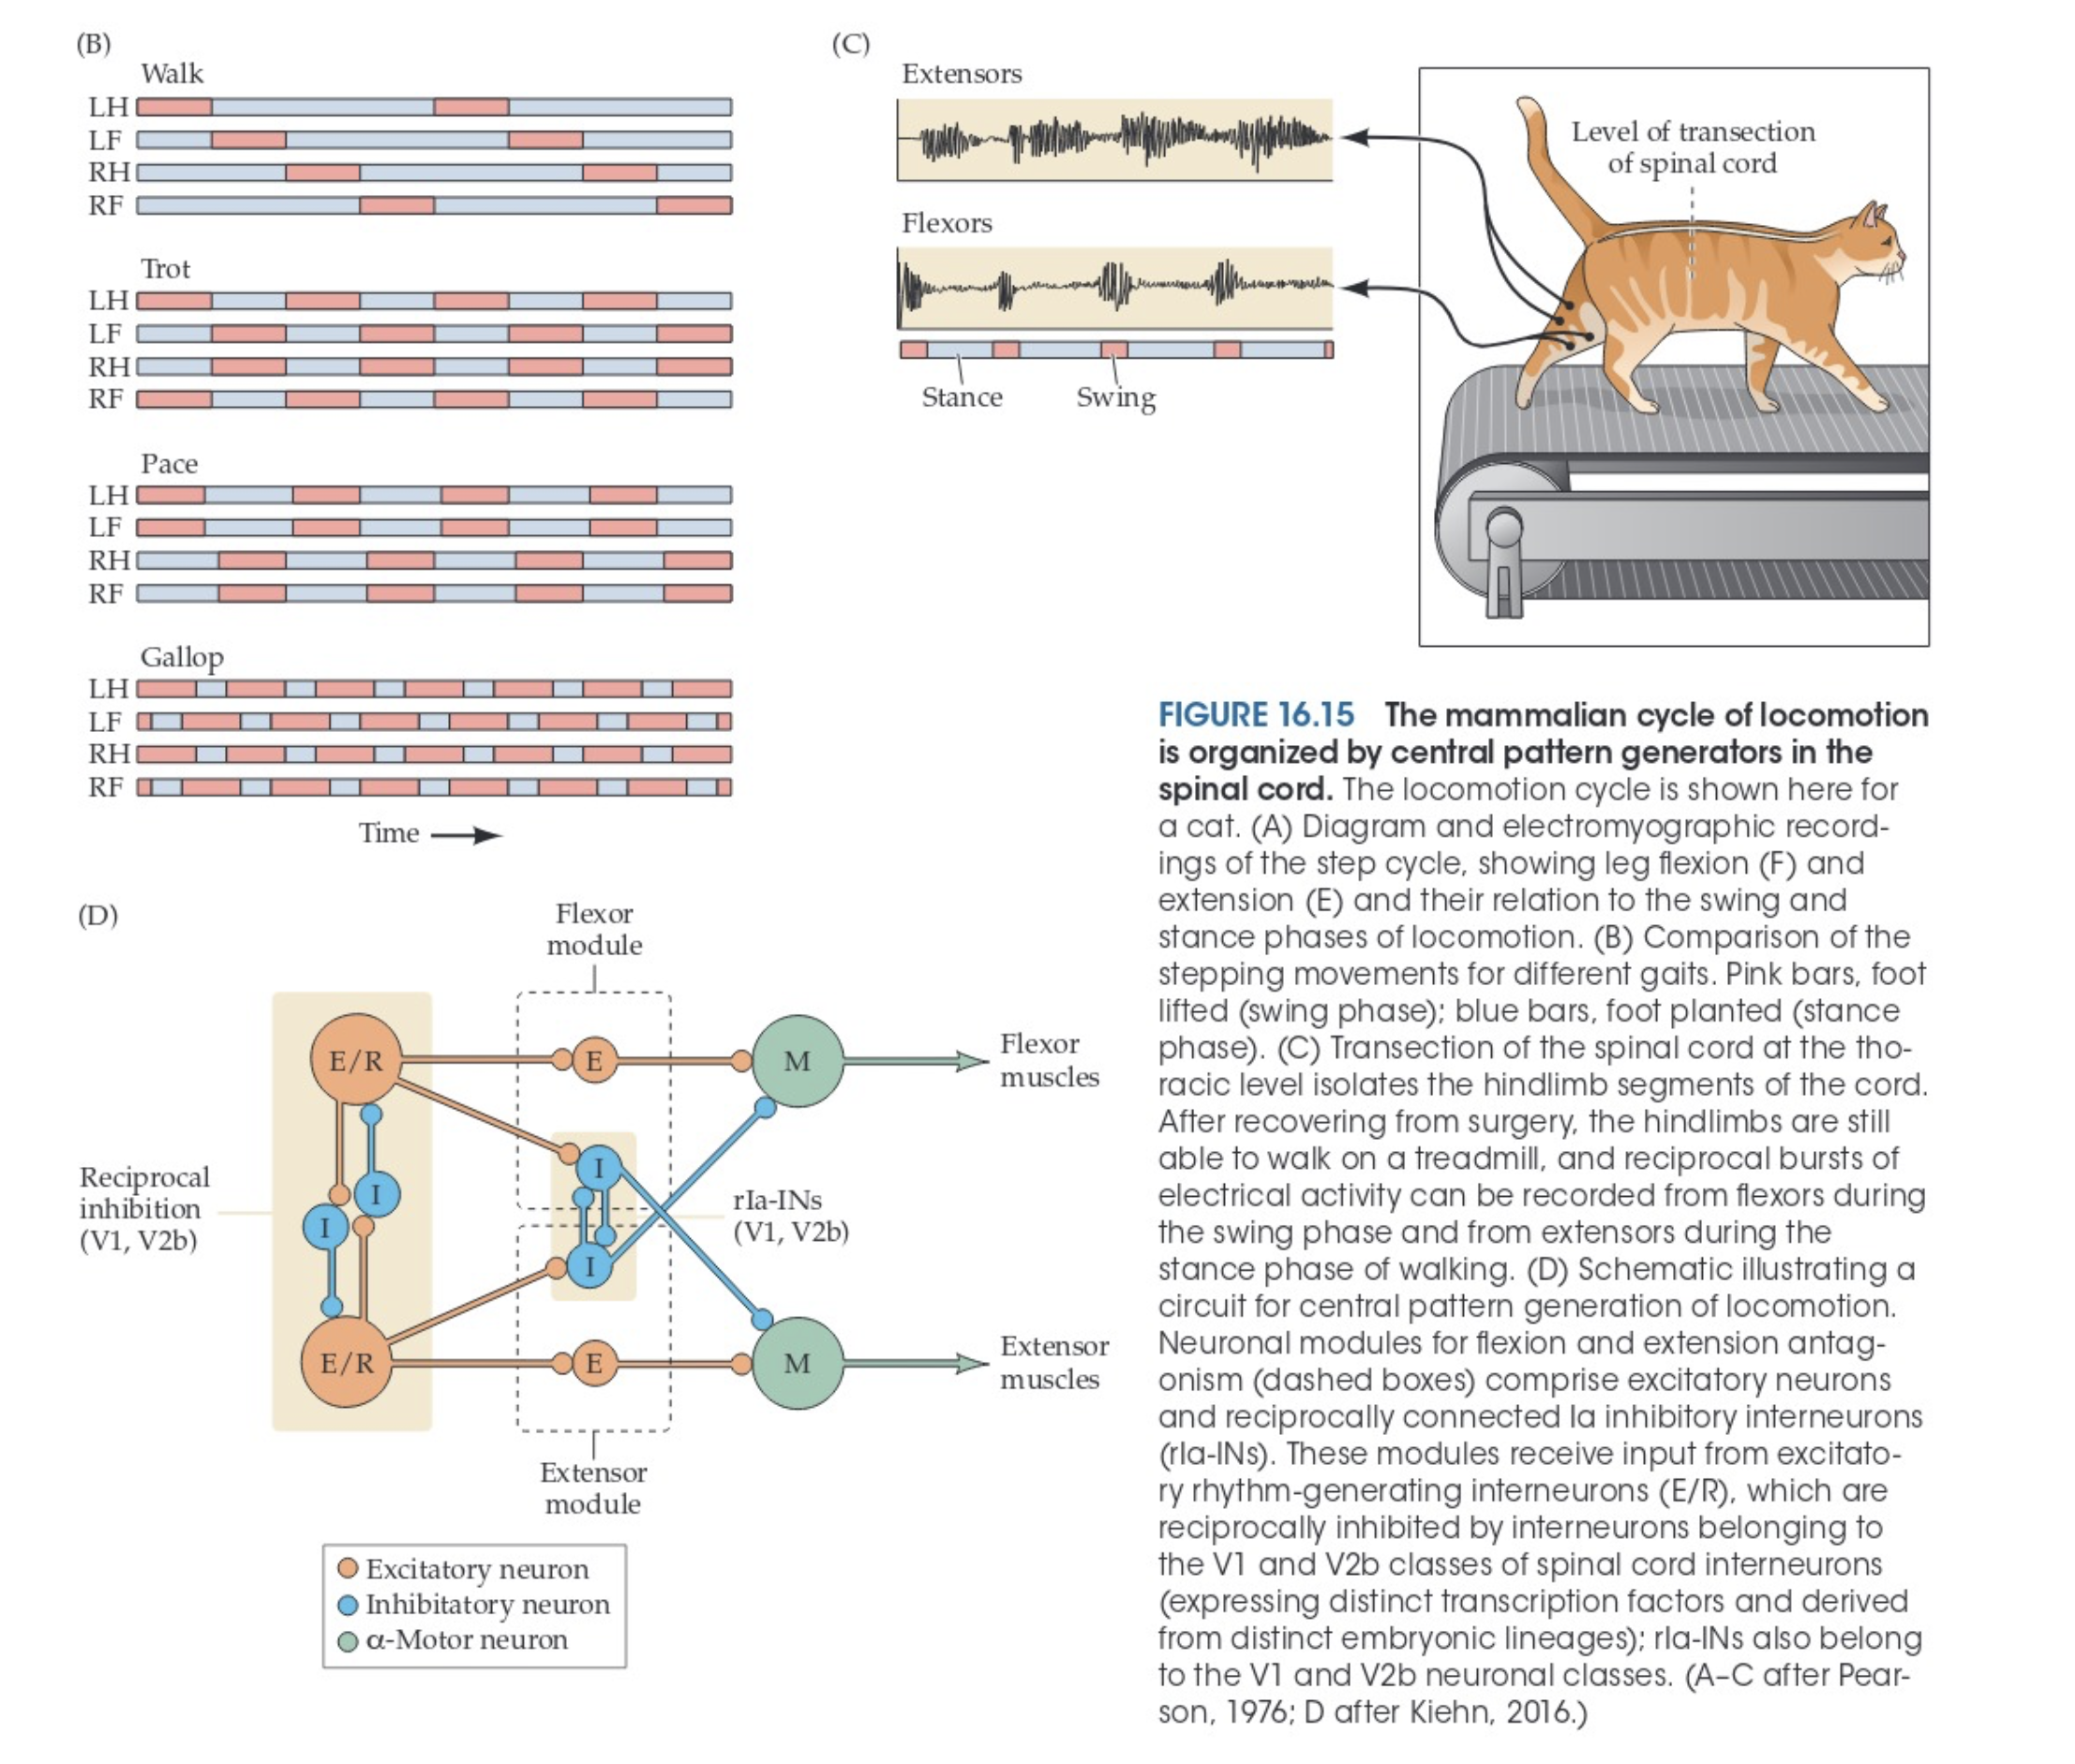 (B)
Walk
LH
LF
RH
RF
Trot
LH
LF
RH
RF
Pace
LH
LF
RH
RF
Gallop
LH
LF
RH
RF
Time
(C)
Extensors
Flexors
Stance
Swing
Level of transection
of spinal cord
FIGURE 16.15 The mammalian cycle of locomotion
is organized by central pattern generators in the
spinal cord. The locomotion cycle is shown here for
a cat. (A) Diagram and electromyographic record-
ings of the step cycle, showing leg flexion (F) and
extension (E) and their relation to the swing and
stance phases of locomotion. (B) Comparison of the
stepping movements for different gaits. Pink bars, foot
lifted (swing phase); blue bars, foot planted (stance
phase). (C) Transection of the spinal cord at the tho-
racic level isolates the hindlimb segments of the cord.
After recovering from surgery, the hindlimbs are still
able to walk on a treadmill, and reciprocal bursts of
electrical activity can be recorded from flexors during
the swing phase and from extensors during the
stance phase of walking. (D) Schematic illustrating a
circuit for central pattern generation of locomotion.
Neuronal modules for flexion and extension antag-
onism (dashed boxes) comprise excitatory neurons
and reciprocally connected Ia inhibitory interneurons
(rIa-INs). These modules receive input from excitato-
ry rhythm-generating interneurons (E/R), which are
reciprocally inhibited by interneurons belonging to
the V1 and V2b classes of spinal cord interneurons
(expressing distinct transcription factors and derived
from distinct embryonic lineages); rIa-INs also belong
to the V1 and V2b neuronal classes. (A–C after Pear-
son, 1976; D after Kiehn, 2016.)
(D)
Flexor
module
E/R
E
M
Flexor
muscles
Reciprocal
inhibition
(V1, V2b)
I
I
I
I
rIa-INs
(V1, V2b)
E/R
E
M
Extensor
muscles
Extensor
module
Excitatory neuron
Inhibitatory neuron
α-Motor neuron